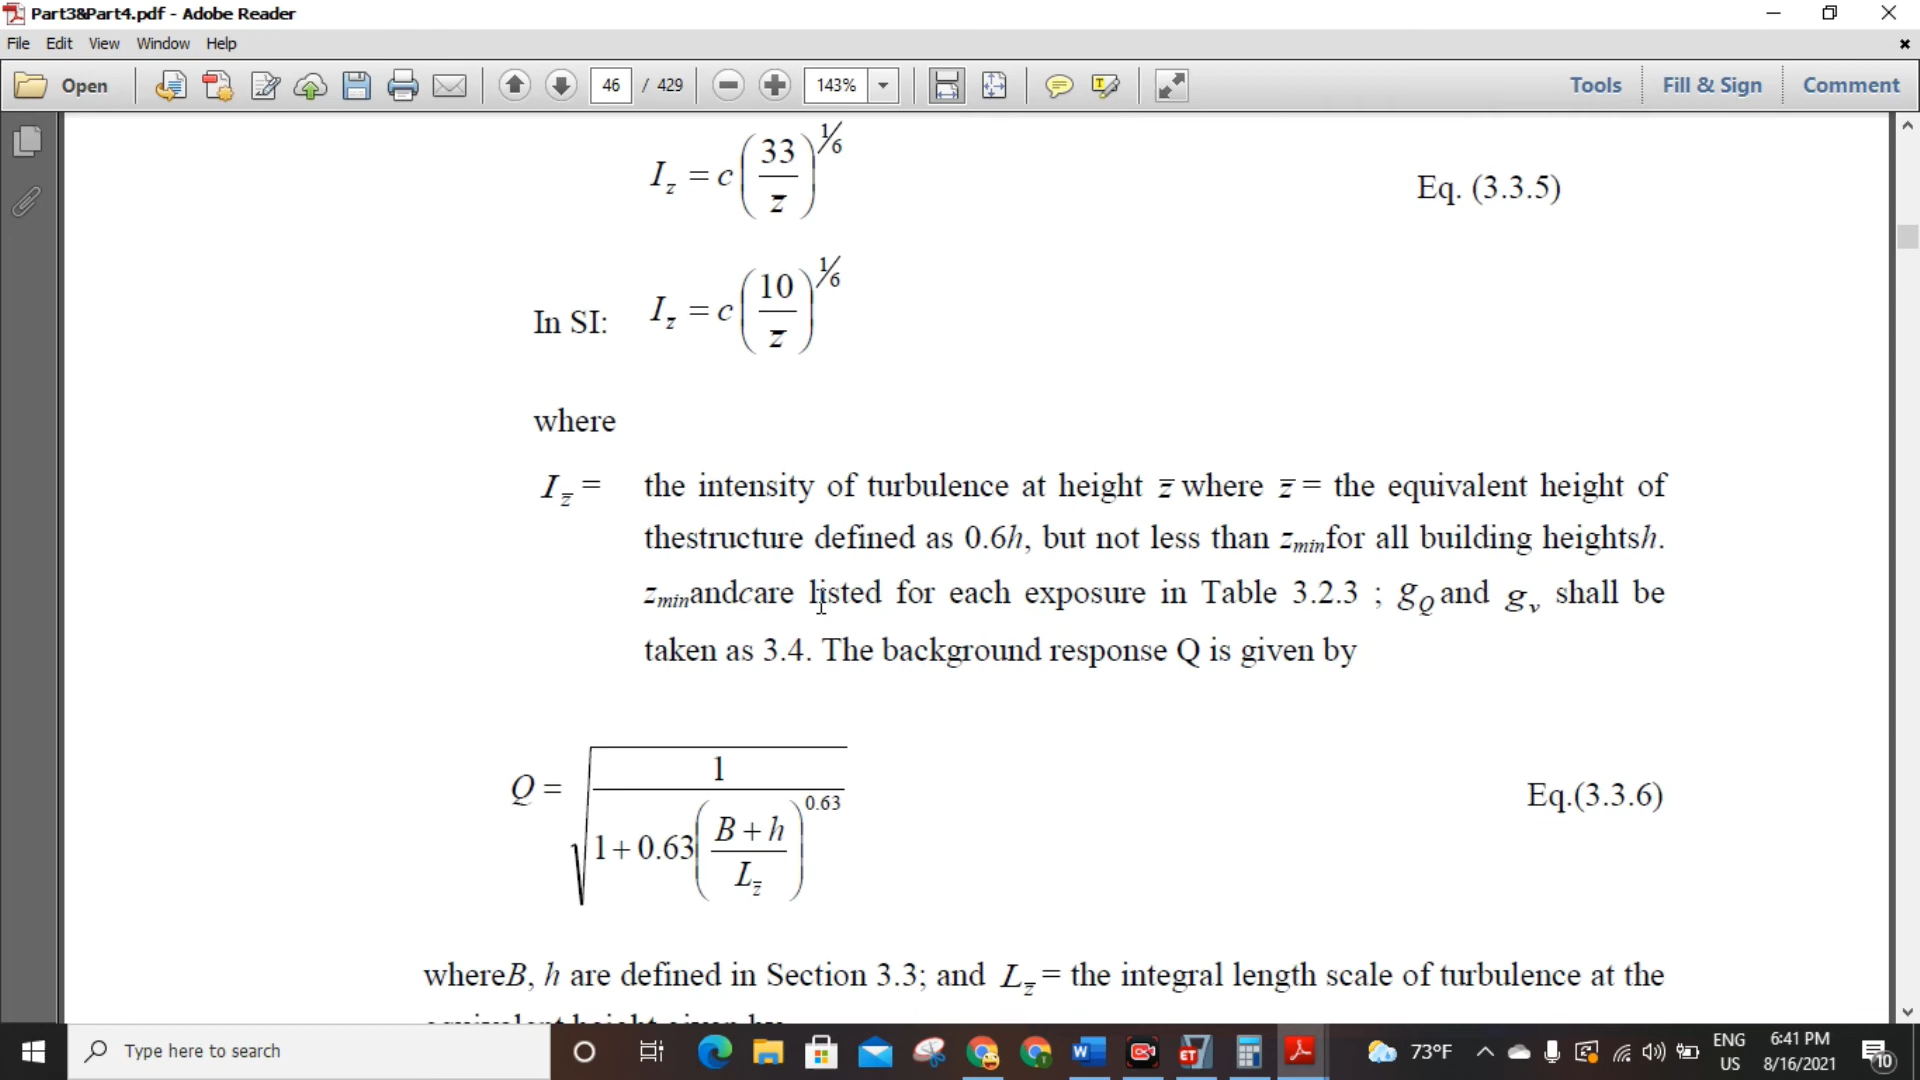 Part3&Part4.pdf - Adobe Reader
File Edit View Window Help
Open 46 / 429 143% Tools Fill & Sign Comment
I_z = c (33/z)^1/6 Eq. (3.3.5)
In SI: I_z = c (10/z)^1/6
where
I_z̄ = the intensity of turbulence at height z̄ where z̄ = the equivalent height of
thestructure defined as 0.6h, but not less than z_min for all building heightsh.
z_min andcare listed for each exposure in Table 3.2.3 ; g_Q and g_v shall be
taken as 3.4. The background response Q is given by
Q = √(1/(1+0.63((B+h)/L_z̄)^0.63)) Eq.(3.3.6)
whereB, h are defined in Section 3.3; and L_z̄ = the integral length scale of turbulence at the
equivalent height given by
Type here to search 73°F ENG US 6:41 PM 8/16/2021 10